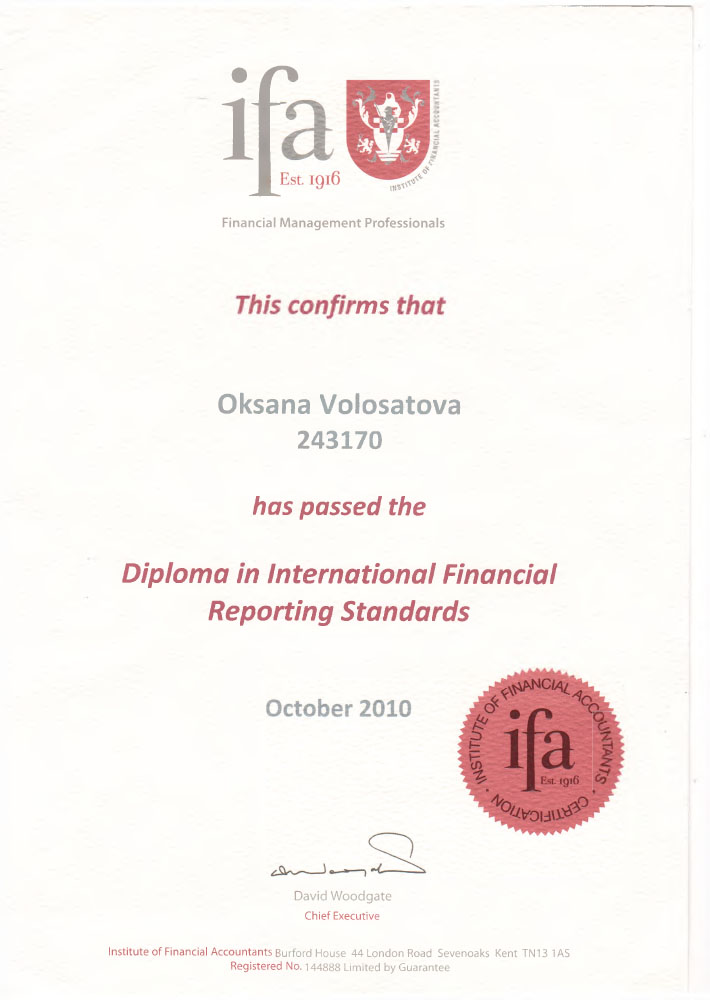 ifa
Est. 1916
INSTITUTE OF FINANCIAL ACCOUNTANTS
Financial Management Professionals
This confirms that
Oksana Volosatova
243170
has passed the
Diploma in International Financial
Reporting Standards
October 2010
INSTITUTE OF FINANCIAL ACCOUNTANTS · CERTIFICATION ·
ifa
Est. 1916
David Woodgate
Chief Executive
Institute of Financial Accountants Burford House 44 London Road Sevenoaks Kent TN13 1AS
Registered No. 144888 Limited by Guarantee